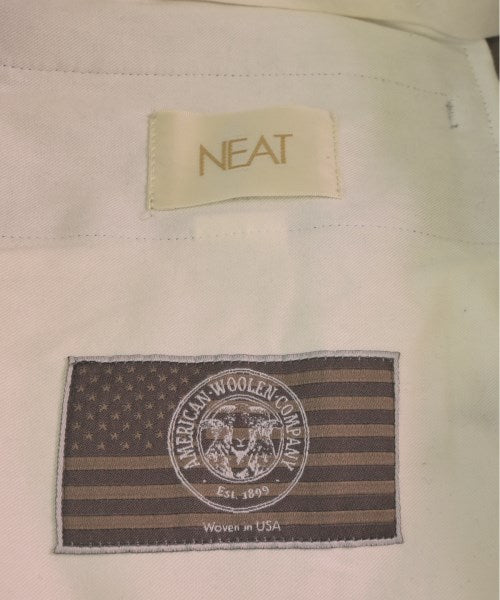 NEAT
AMERICAN·WOOLEN·COMPANY
· Est. 1899 ·
Woven in USA